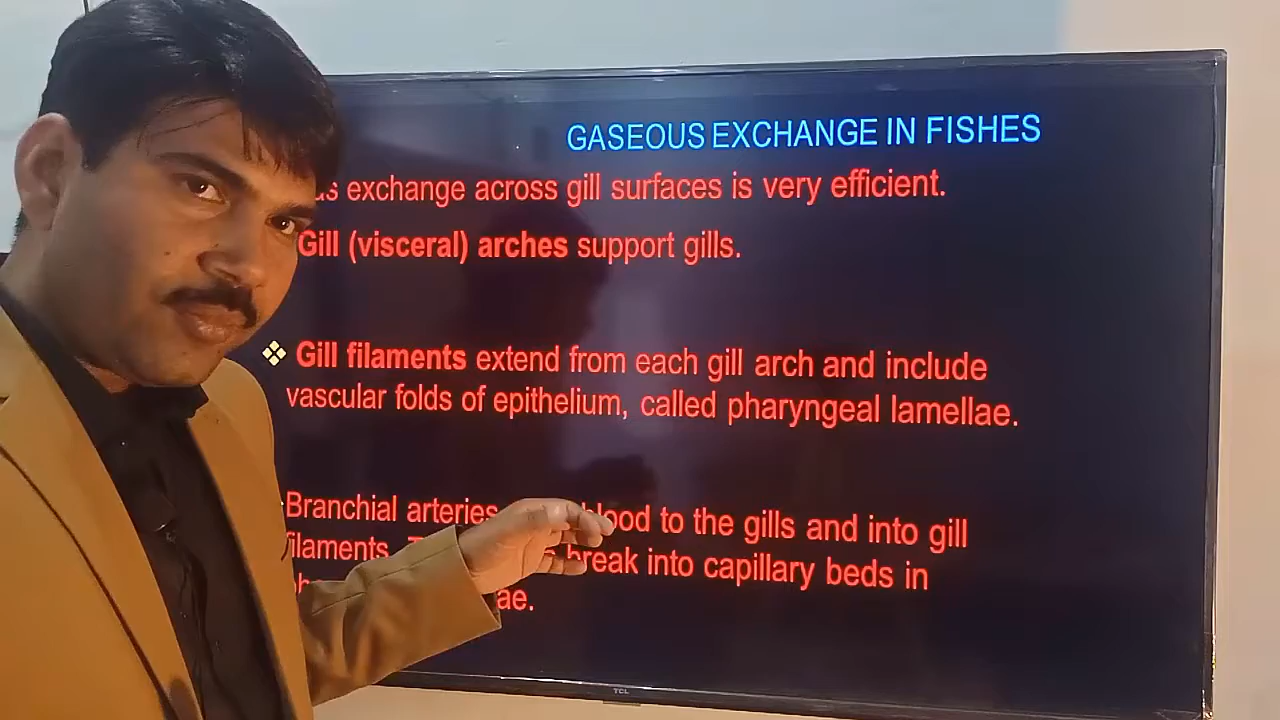 GASEOUS EXCHANGE IN FISHES
exchange across gill surfaces is very efficient.
Gill (visceral) arches support gills.
❖ Gill filaments extend from each gill arch and include
vascular folds of epithelium, called pharyngeal lamellae.
Branchial arteries blood to the gills and into gill
filaments. break into capillary beds in
TCL